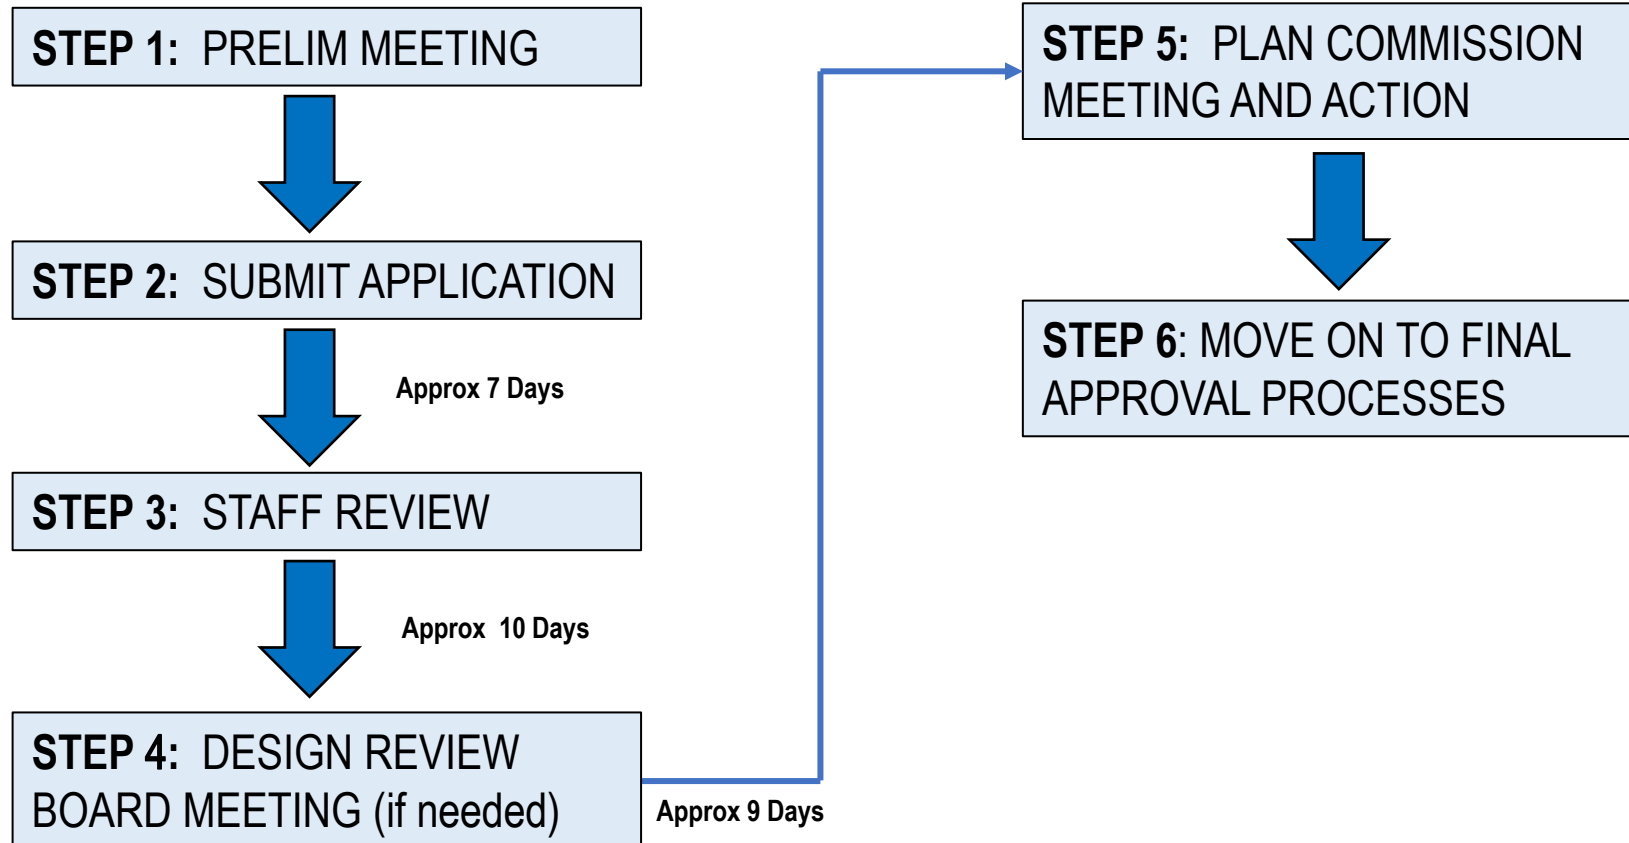 STEP 1: PRELIM MEETING
STEP 2: SUBMIT APPLICATION
Approx 7 Days
STEP 3: STAFF REVIEW
Approx 10 Days
STEP 4: DESIGN REVIEW
BOARD MEETING (if needed)
Approx 9 Days
STEP 5: PLAN COMMISSION
MEETING AND ACTION
STEP 6: MOVE ON TO FINAL
APPROVAL PROCESSES